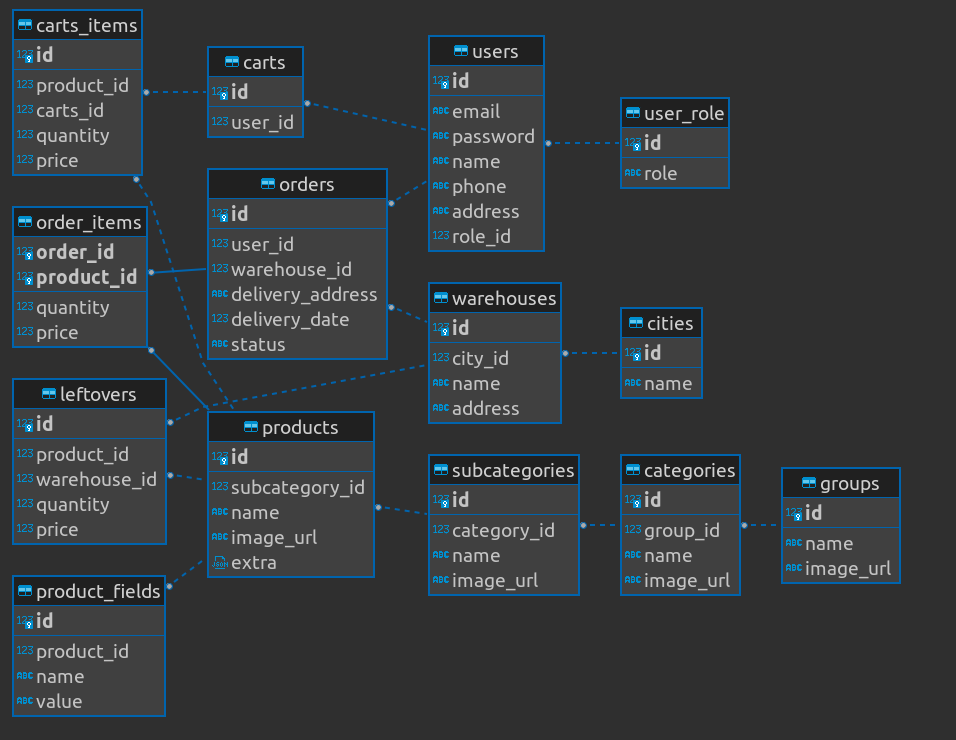 carts_items
123 id
123 product_id
123 carts_id
123 quantity
123 price
carts
123 id
123 user_id
users
123 id
ABC email
ABC password
ABC name
ABC phone
ABC address
123 role_id
user_role
123 id
ABC role
orders
123 id
123 user_id
123 warehouse_id
ABC delivery_address
123 delivery_date
ABC status
order_items
123 order_id
123 product_id
123 quantity
123 price
warehouses
123 id
123 city_id
ABC name
ABC address
cities
123 id
ABC name
leftovers
123 id
123 product_id
123 warehouse_id
123 quantity
123 price
products
123 id
123 subcategory_id
ABC name
ABC image_url
Json extra
subcategories
123 id
123 category_id
ABC name
ABC image_url
categories
123 id
123 group_id
ABC name
ABC image_url
groups
123 id
ABC name
ABC image_url
product_fields
123 id
123 product_id
ABC name
ABC value